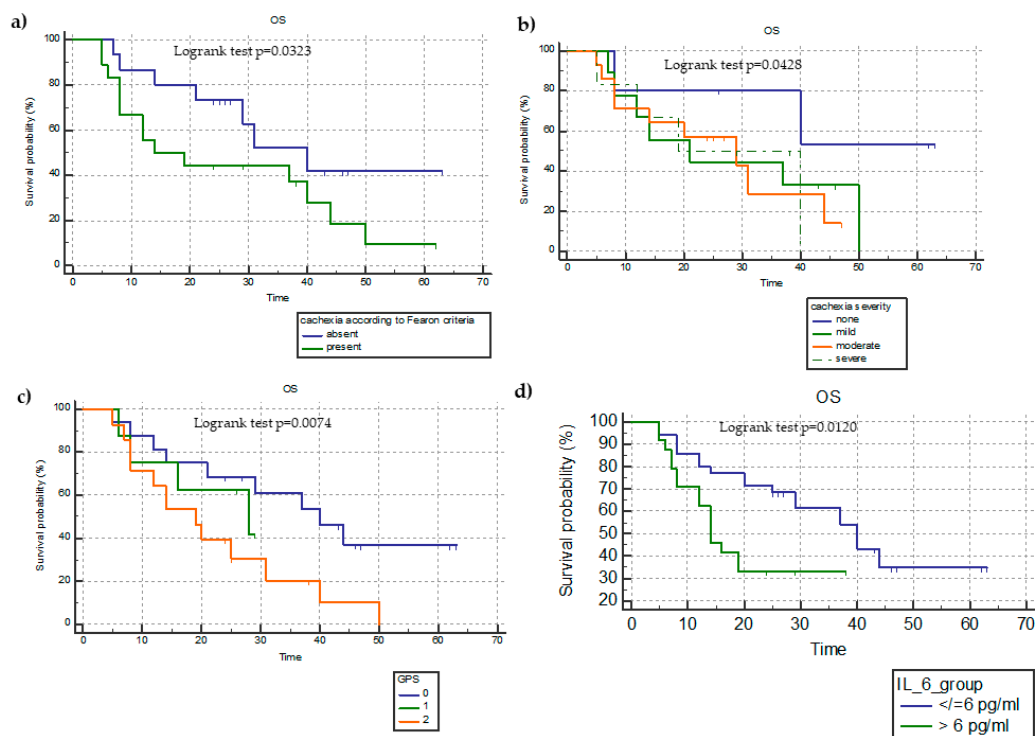 a)
OS
Logrank test p=0.0323
Survival probability (%)
100
80
60
40
20
0
0 10 20 30 40 50 60 70
Time
cachexia according to Fearon criteria
absent
present
b)
OS
Logrank test p=0.0428
Survival probability (%)
100
80
60
40
20
0
0 10 20 30 40 50 60 70
Time
cachexia severity
none
mild
moderate
severe
c)
OS
Logrank test p=0.0074
Survival probability (%)
100
80
60
40
20
0
0 10 20 30 40 50 60 70
Time
GPS
0
1
2
d)
OS
Logrank test p=0.0120
Survival probability (%)
100
90
80
70
60
50
40
30
20
0 10 20 30 40 50 60 70
Time
IL_6_group
</=6 pg/ml
> 6 pg/ml